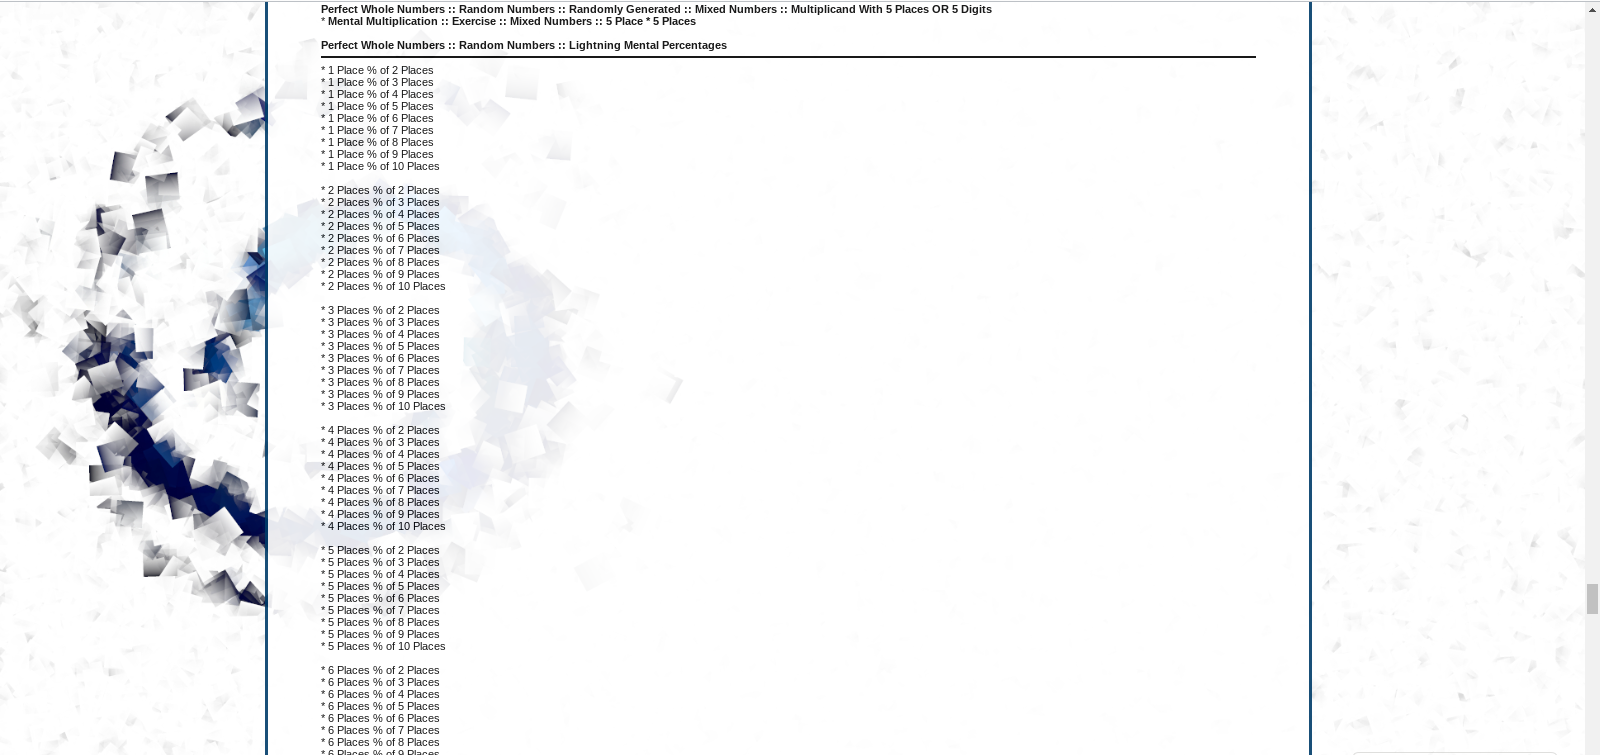 Perfect Whole Numbers :: Random Numbers :: Randomly Generated :: Mixed Numbers :: Multiplicand With 5 Places OR 5 Digits
* Mental Multiplication :: Exercise :: Mixed Numbers :: 5 Place * 5 Places
Perfect Whole Numbers :: Random Numbers :: Lightning Mental Percentages
* 1 Place % of 2 Places
* 1 Place % of 3 Places
* 1 Place % of 4 Places
* 1 Place % of 5 Places
* 1 Place % of 6 Places
* 1 Place % of 7 Places
* 1 Place % of 8 Places
* 1 Place % of 9 Places
* 1 Place % of 10 Places
* 2 Places % of 2 Places
* 2 Places % of 3 Places
* 2 Places % of 4 Places
* 2 Places % of 5 Places
* 2 Places % of 6 Places
* 2 Places % of 7 Places
* 2 Places % of 8 Places
* 2 Places % of 9 Places
* 2 Places % of 10 Places
* 3 Places % of 2 Places
* 3 Places % of 3 Places
* 3 Places % of 4 Places
* 3 Places % of 5 Places
* 3 Places % of 6 Places
* 3 Places % of 7 Places
* 3 Places % of 8 Places
* 3 Places % of 9 Places
* 3 Places % of 10 Places
* 4 Places % of 2 Places
* 4 Places % of 3 Places
* 4 Places % of 4 Places
* 4 Places % of 5 Places
* 4 Places % of 6 Places
* 4 Places % of 7 Places
* 4 Places % of 8 Places
* 4 Places % of 9 Places
* 4 Places % of 10 Places
* 5 Places % of 2 Places
* 5 Places % of 3 Places
* 5 Places % of 4 Places
* 5 Places % of 5 Places
* 5 Places % of 6 Places
* 5 Places % of 7 Places
* 5 Places % of 8 Places
* 5 Places % of 9 Places
* 5 Places % of 10 Places
* 6 Places % of 2 Places
* 6 Places % of 3 Places
* 6 Places % of 4 Places
* 6 Places % of 5 Places
* 6 Places % of 6 Places
* 6 Places % of 7 Places
* 6 Places % of 8 Places
* 6 Places % of 9 Places